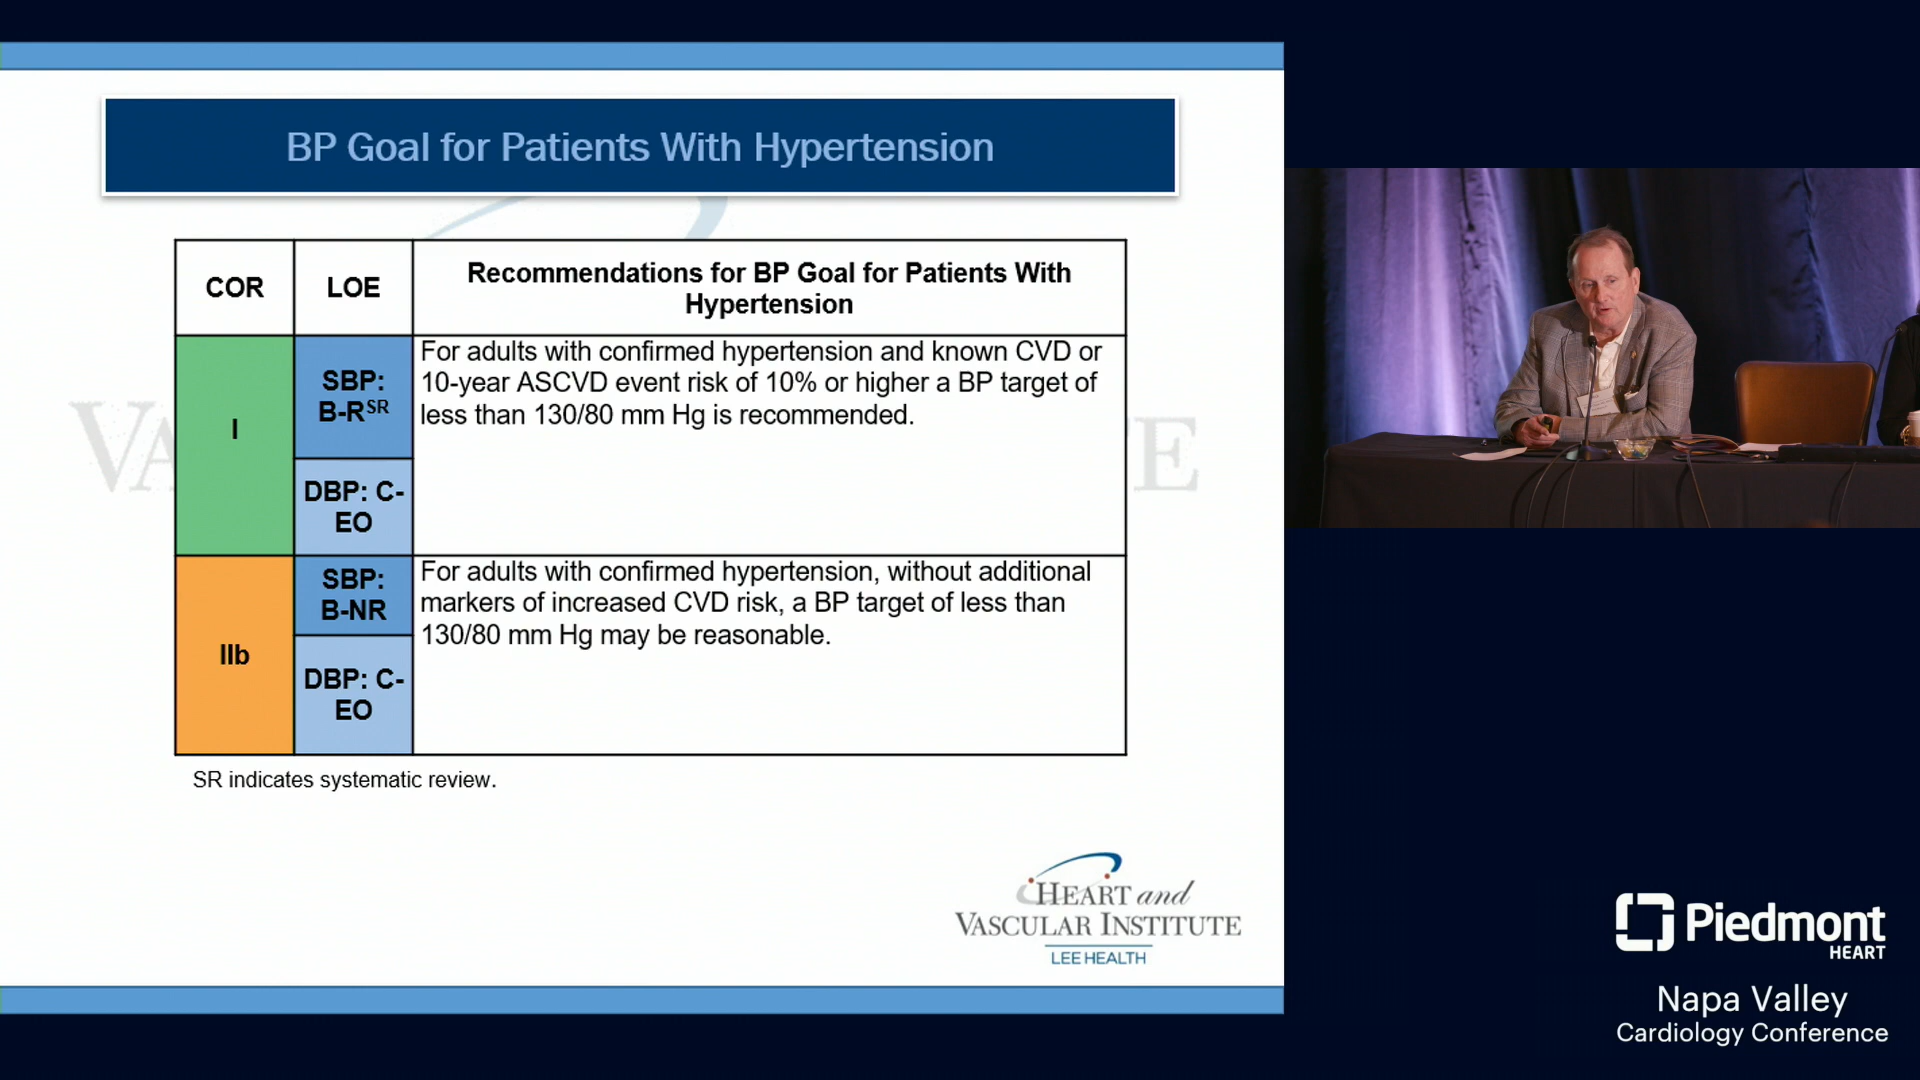 BP Goal for Patients With Hypertension
COR
LOE
Recommendations for BP Goal for Patients With
Hypertension
I
SBP:
B-RSR
DBP: C-
EO
For adults with confirmed hypertension and known CVD or
10-year ASCVD event risk of 10% or higher a BP target of
less than 130/80 mm Hg is recommended.
IIb
SBP:
B-NR
DBP: C-
EO
For adults with confirmed hypertension, without additional
markers of increased CVD risk, a BP target of less than
130/80 mm Hg may be reasonable.
SR indicates systematic review.
HEART and
VASCULAR INSTITUTE
LEE HEALTH
Piedmont
HEART
Napa Valley
Cardiology Conference